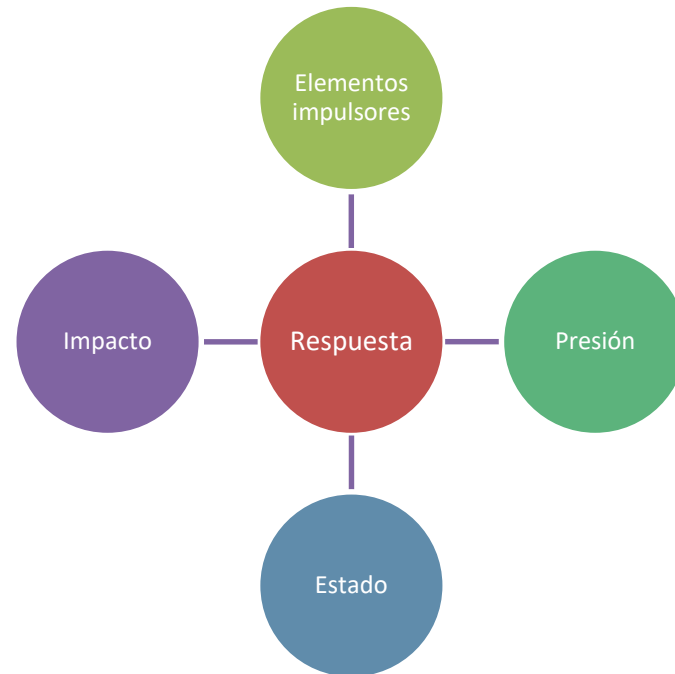 Elementos
impulsores
Impacto
Respuesta
Presión
Estado